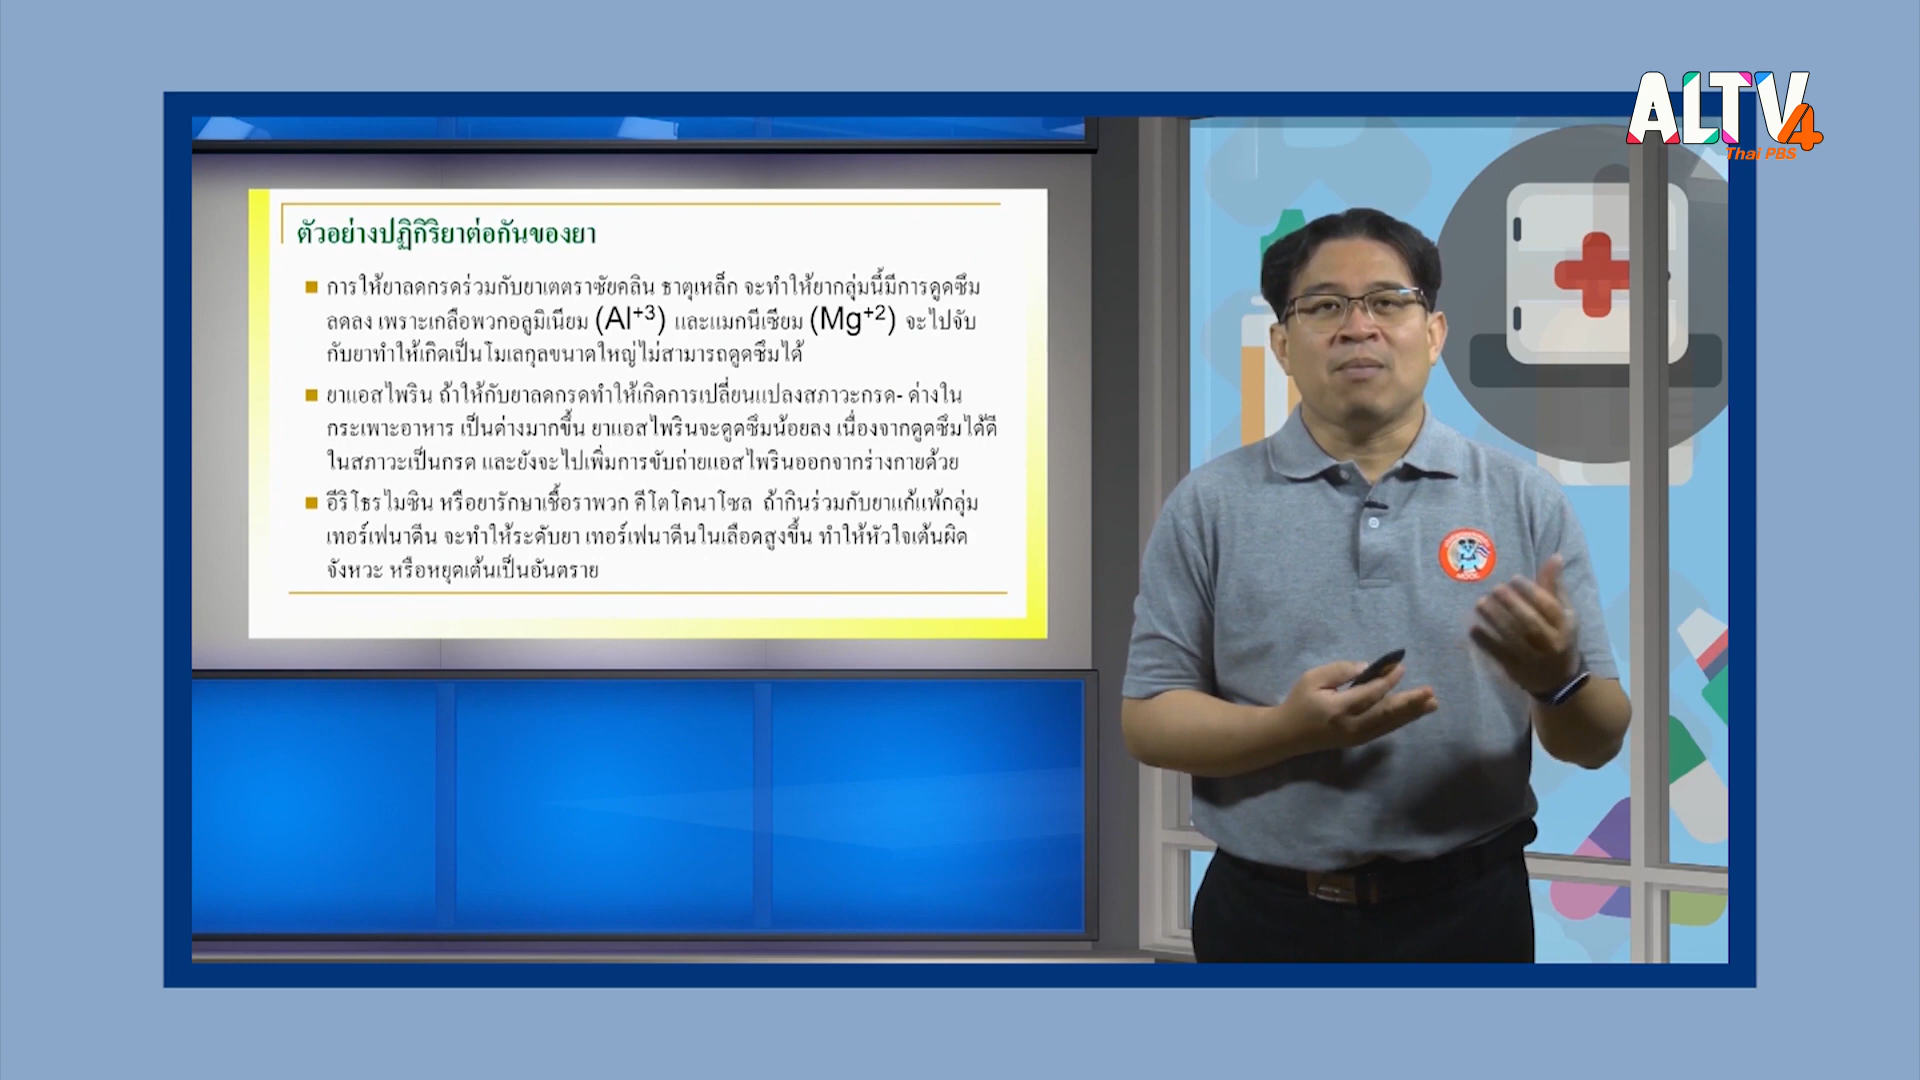 ALTV4
Thai PBS
ตัวอย่างปฏิกิริยาต่อกันของยา
การให้ยาลดกรดร่วมกับยาเตตราซัยคลิน ธาตุเหล็ก จะทำให้ยากลุ่มนี้มีการดูดซึม
ลดลง เพราะเกลือพวกอลูมิเนียม (Al+3) และแมกนีเซียม (Mg+2) จะไปจับ
กับยาทำให้เกิดเป็นโมเลกุลขนาดใหญ่ไม่สามารถดูดซึมได้
ยาแอสไพริน ถ้าให้กับยาลดกรดทำให้เกิดการเปลี่ยนแปลงสภาวะกรด- ด่างใน
กระเพาะอาหาร เป็นด่างมากขึ้น ยาแอสไพรินจะดูดซึมน้อยลง เนื่องจากดูดซึมได้ดี
ในสภาวะเป็นกรด และยังจะไปเพิ่มการขับถ่ายแอสไพรินออกจากร่างกายด้วย
อีริโธรไมซิน หรือยารักษาเชื้อราพวก คีโตโคนาโซล ถ้ากินร่วมกับยาแก้แพ้กลุ่ม
เทอร์เฟนาดีน จะทำให้ระดับยา เทอร์เฟนาดีนในเลือดสูงขึ้น ทำให้หัวใจเต้นผิด
จังหวะ หรือหยุดเต้นเป็นอันตราย